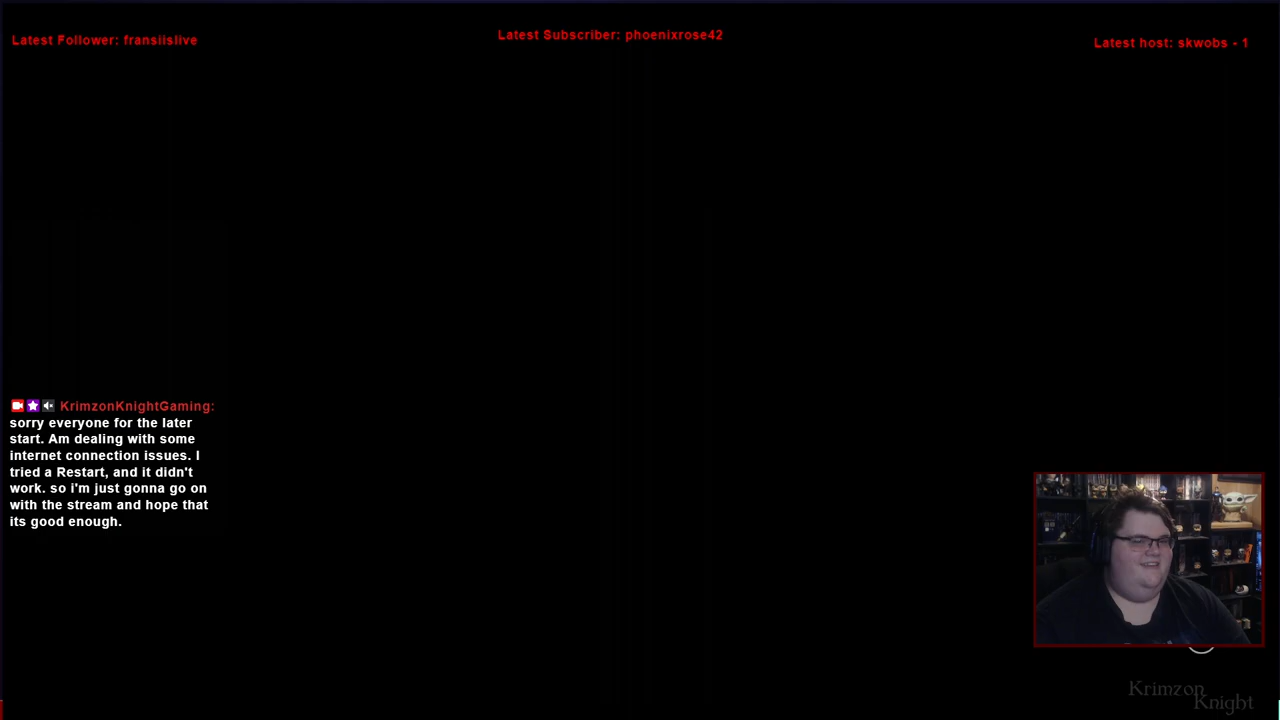 Latest Follower: fransiislive
Latest Subscriber: phoenixrose42
Latest host: skwobs - 1
KrimzonKnightGaming:
sorry everyone for the later
start. Am dealing with some
internet connection issues. I
tried a Restart, and it didn't
work. so i'm just gonna go on
with the stream and hope that
its good enough.
Krimzon
Knight